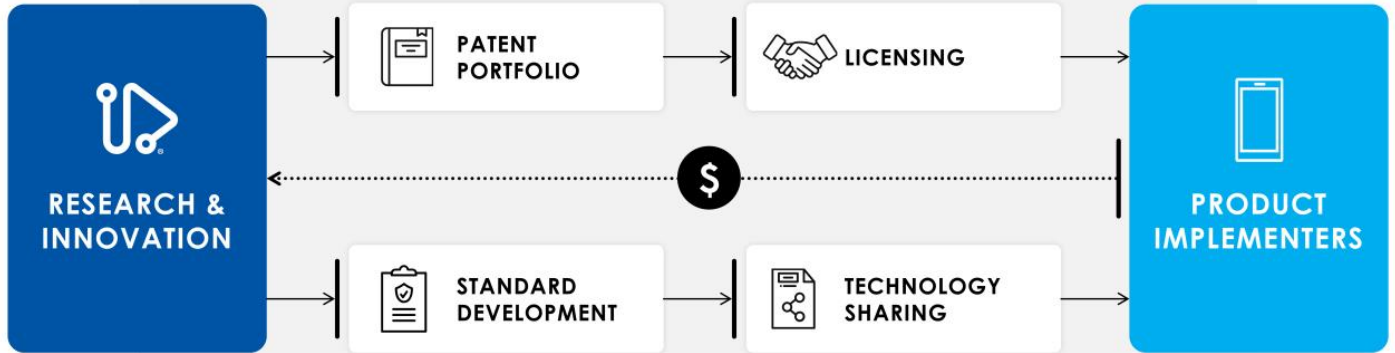 RESEARCH &
INNOVATION
PATENT
PORTFOLIO
LICENSING
$
STANDARD
DEVELOPMENT
TECHNOLOGY
SHARING
PRODUCT
IMPLEMENTERS